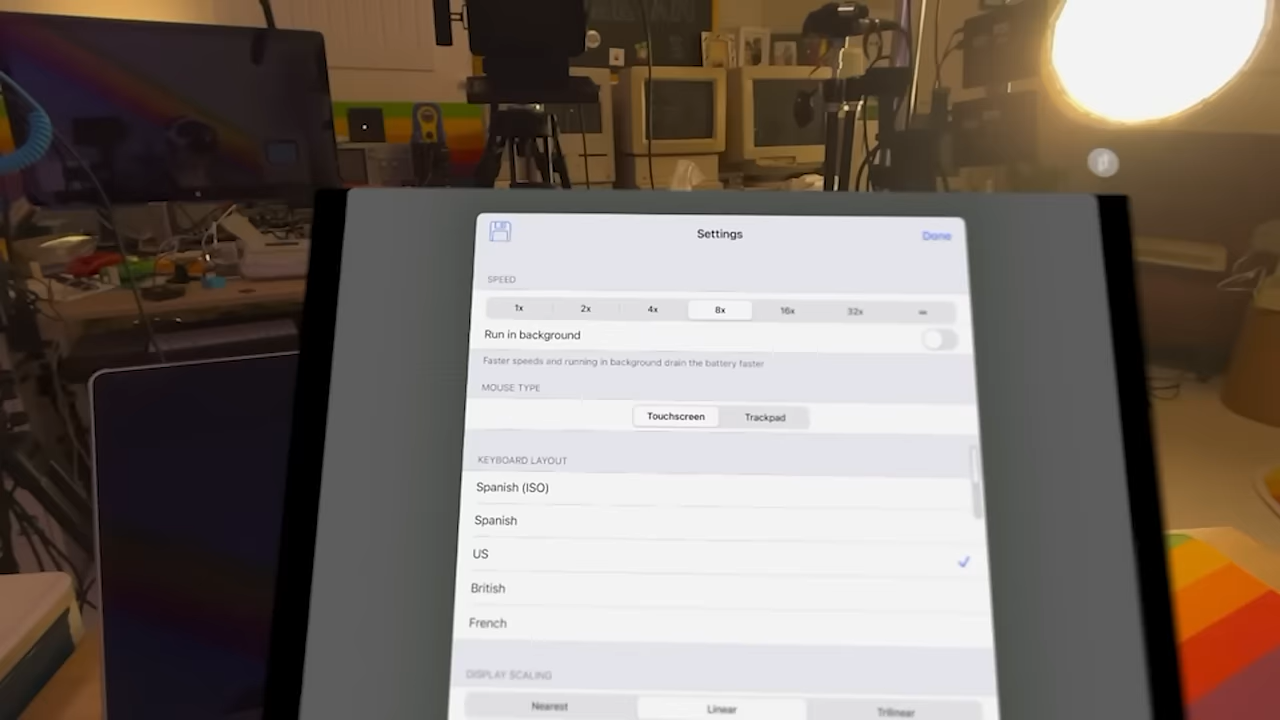 Settings
Done
SPEED
1x 2x 4x 8x 16x 32x ∞
Run in background
Faster speeds and running in background drain the battery faster
MOUSE TYPE
Touchscreen Trackpad
KEYBOARD LAYOUT
Spanish (ISO)
Spanish
US
British
French
DISPLAY SCALING
Nearest Linear Trilinear